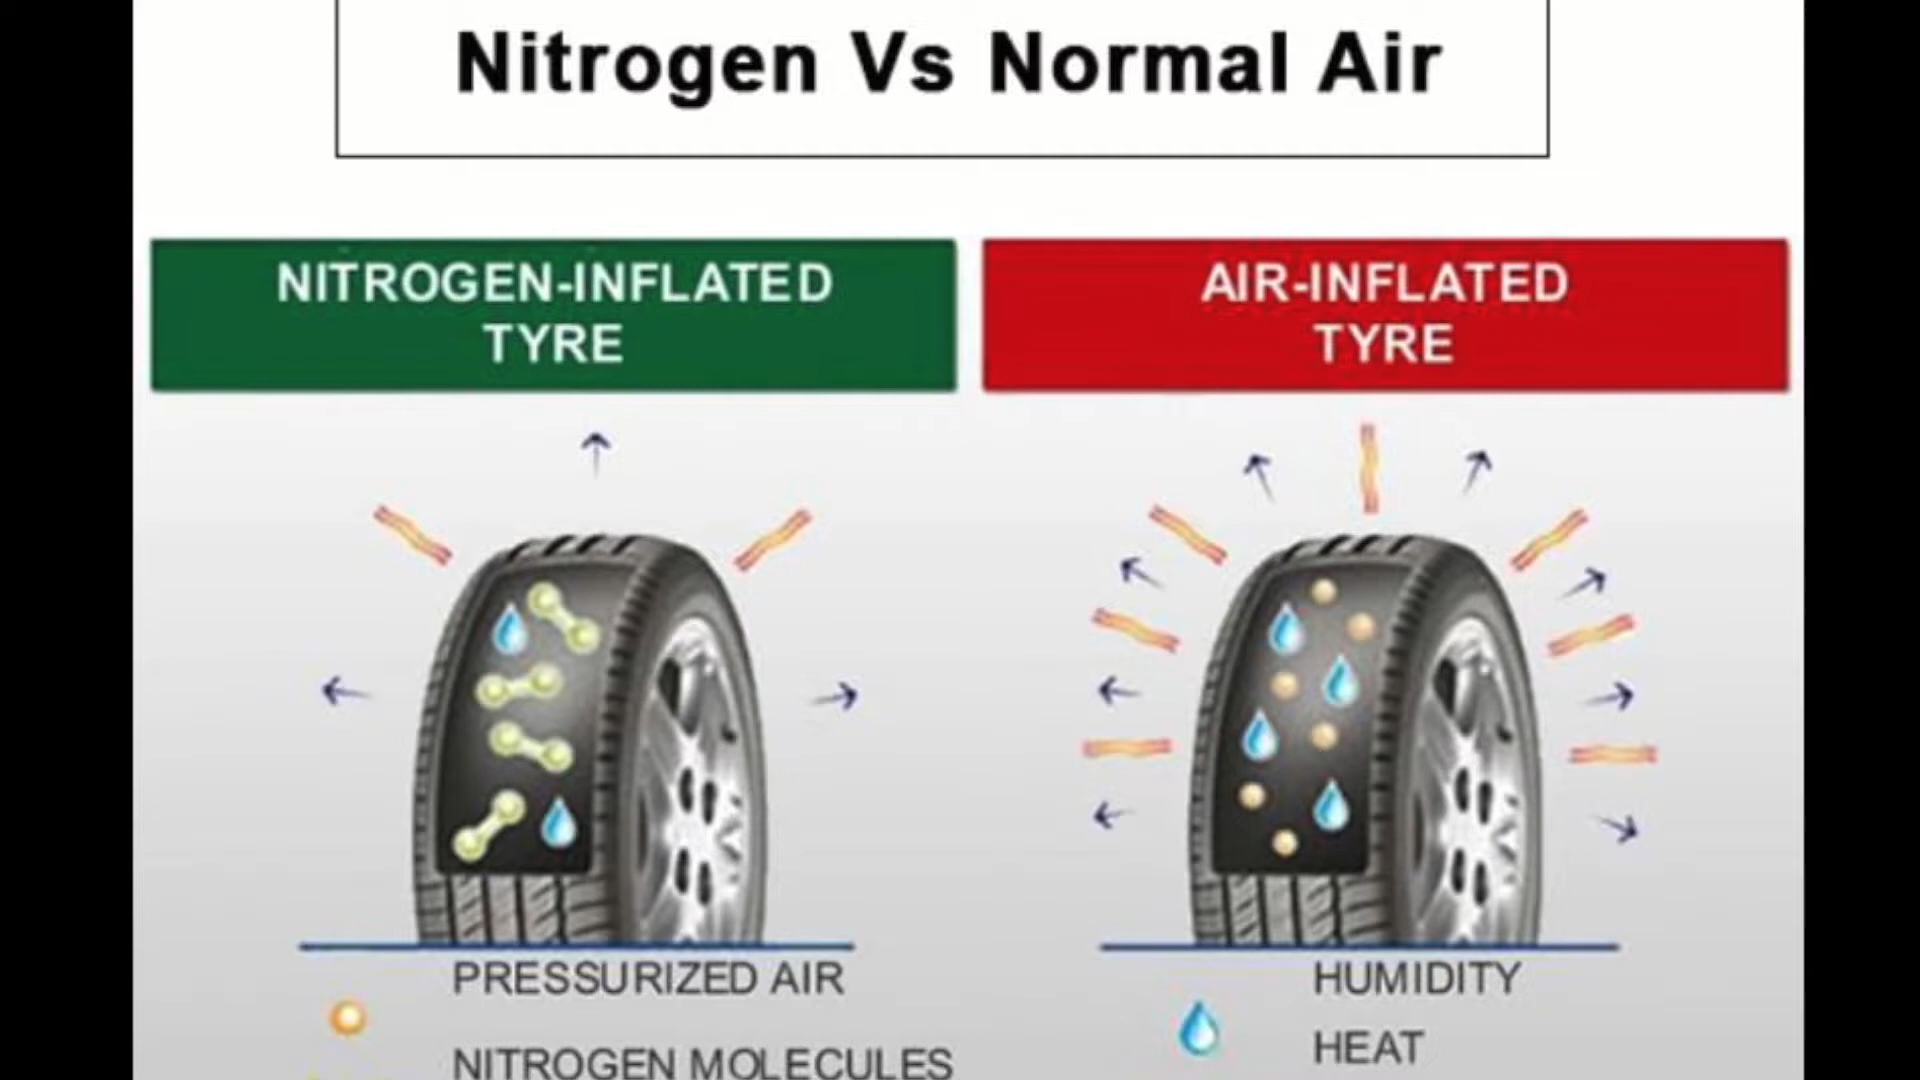 Nitrogen Vs Normal Air
NITROGEN-INFLATED
TYRE
AIR-INFLATED
TYRE
PRESSURIZED AIR
NITROGEN MOLECULES
HUMIDITY
HEAT